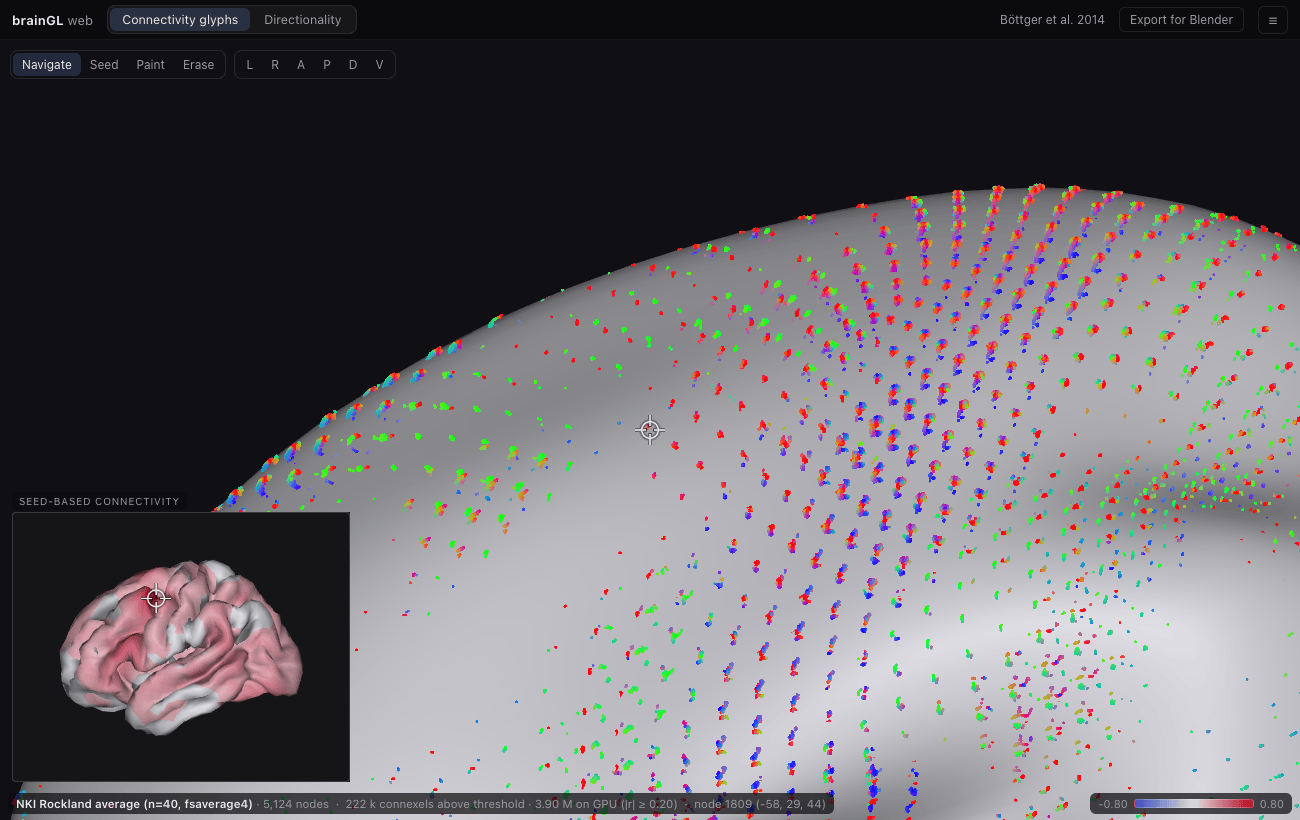 brainGL web
Connectivity glyphs
Directionality
Böttger et al. 2014
Export for Blender
≡
Navigate
Seed
Paint
Erase
L R A P D V
SEED-BASED CONNECTIVITY
NKI Rockland average (n=40, fsaverage4) · 5,124 nodes · 222 k connexels above threshold · 3.90 M on GPU (|r| ≥ 0.20) · node 1809 (-58, 29, 44)
-0.80 0.80